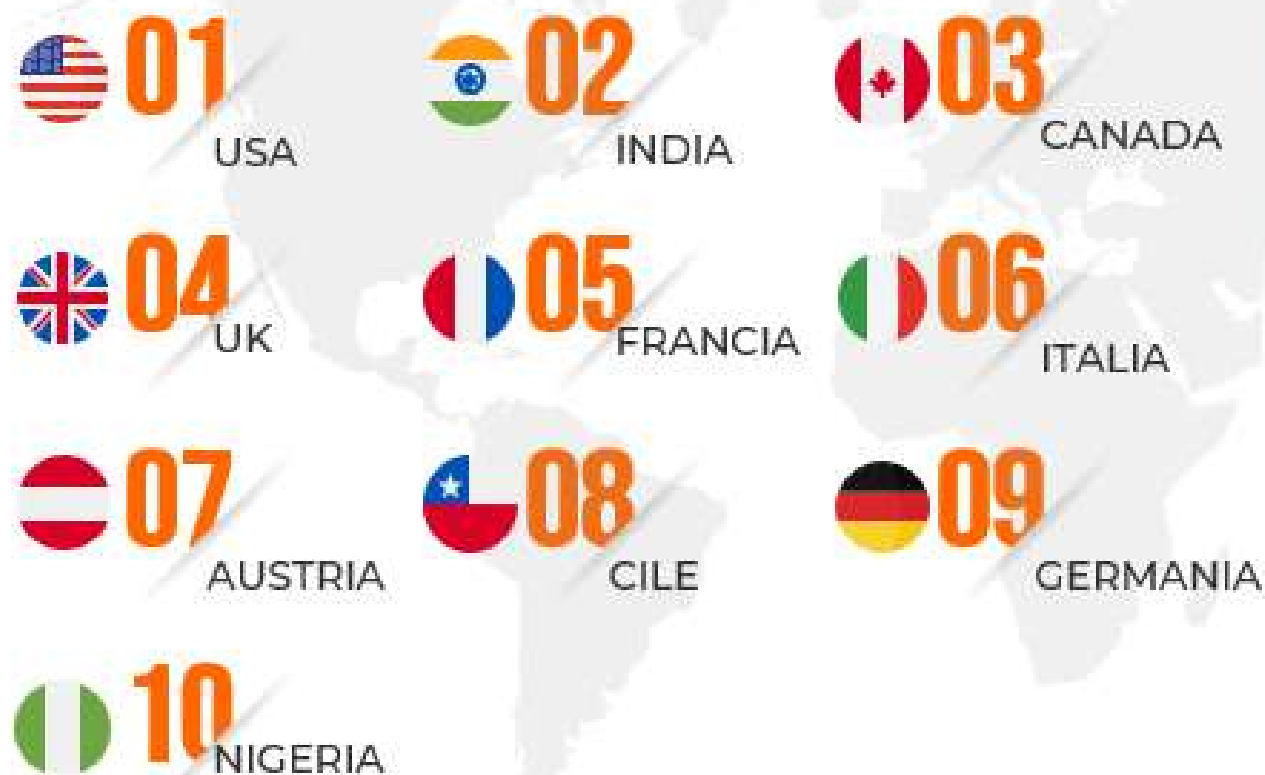 01
USA
02
INDIA
03
CANADA
04
UK
05
FRANCIA
06
ITALIA
07
AUSTRIA
08
CILE
09
GERMANIA
10
NIGERIA